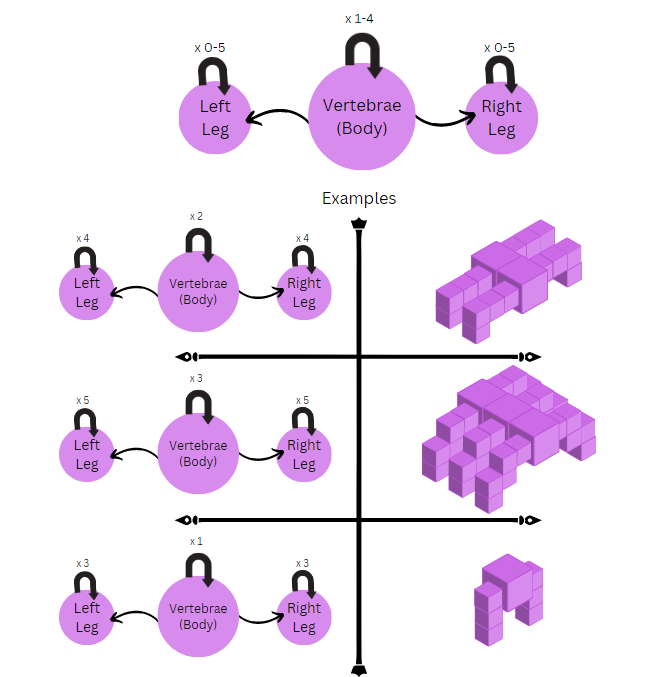 x 1-4
x 0-5
x 0-5
Left
Leg
Vertebrae
(Body)
Right
Leg
Examples
x 2
x 4
x 4
Left
Leg
Vertebrae
(Body)
Right
Leg
x 3
x 5
x 5
Left
Leg
Vertebrae
(Body)
Right
Leg
x 1
x 3
x 3
Left
Leg
Vertebrae
(Body)
Right
Leg